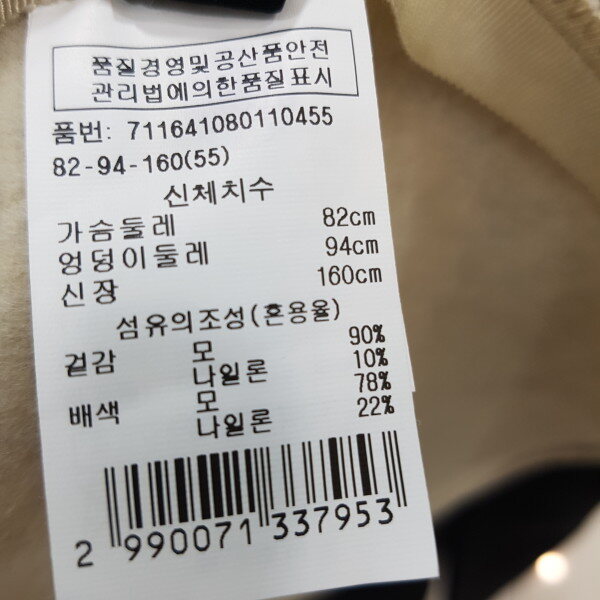 품질경영및공산품안전
관리법에의한품질표시
품번: 711641080110455
82-94-160(55)
신체치수
가슴둘레 82cm
엉덩이둘레 94cm
신장 160cm
섬유의조성(혼용율)
겉감 모 90%
나일론 10%
배색 모 78%
나일론 22%
2 990071 337953